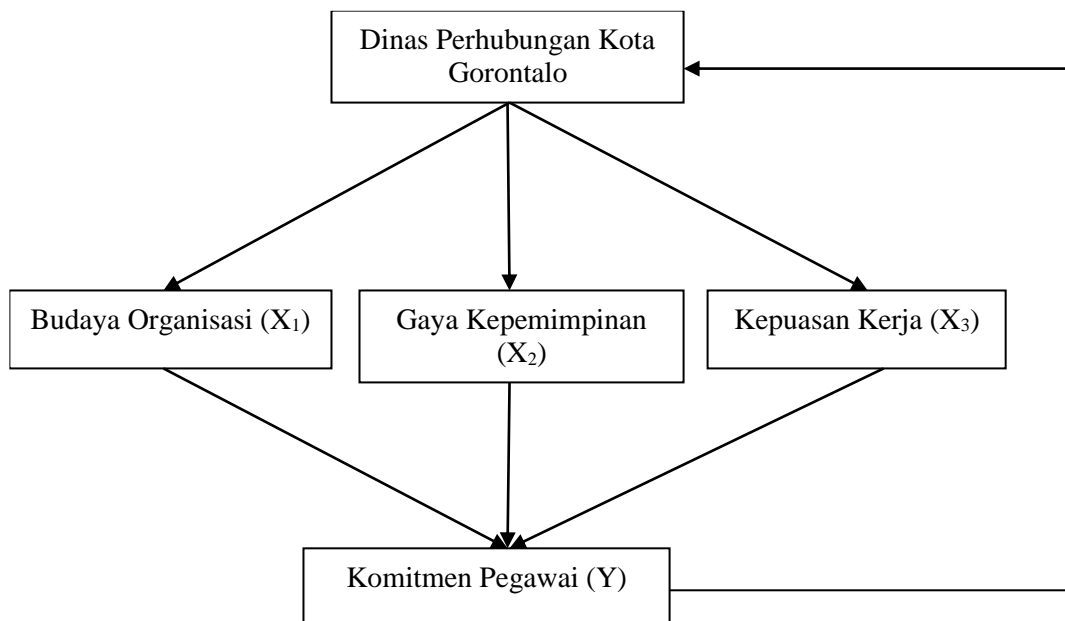 Dinas Perhubungan Kota
Gorontalo
Budaya Organisasi (X₁)
Gaya Kepemimpinan
(X₂)
Kepuasan Kerja (X₃)
Komitmen Pegawai (Y)